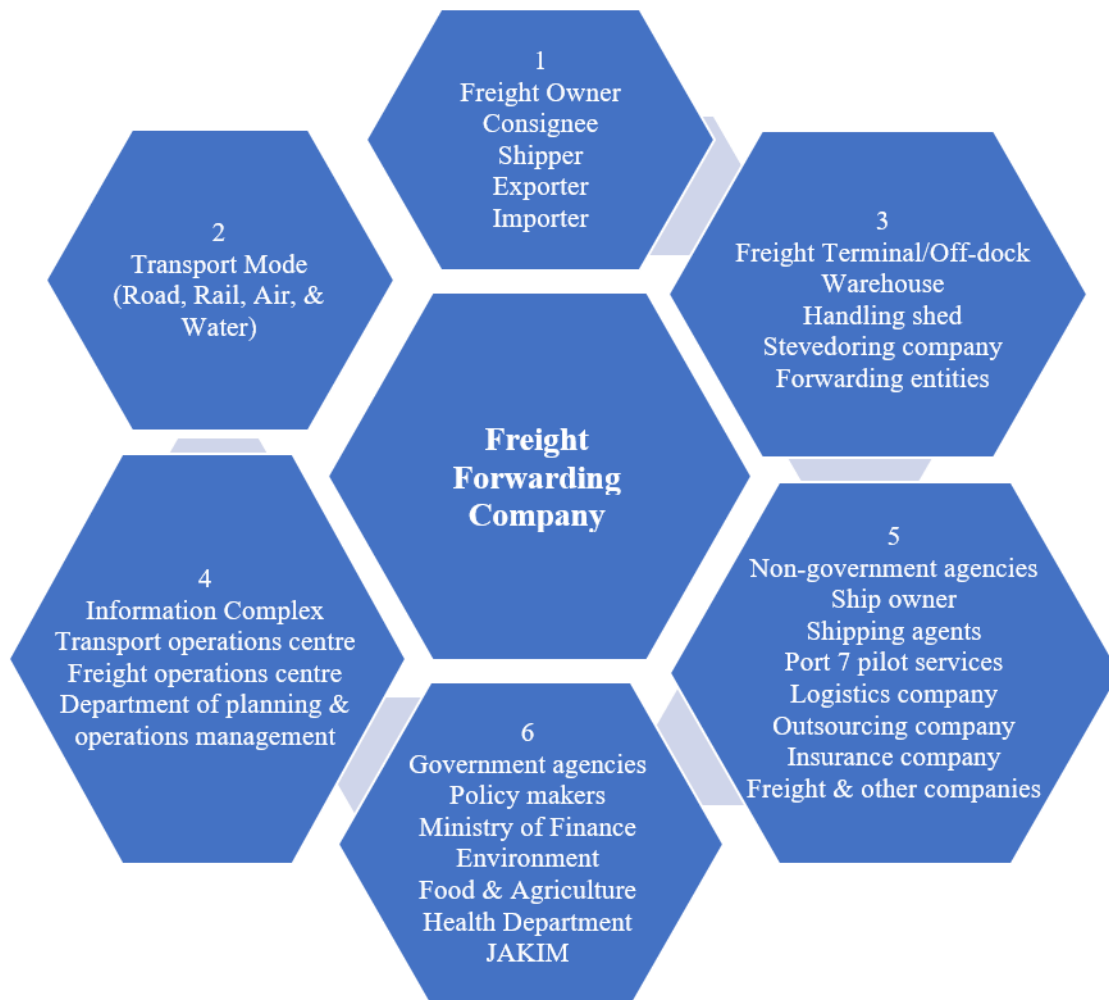 1
Freight Owner
Consignee
Shipper
Exporter
Importer
2
Transport Mode
(Road, Rail, Air, &
Water)
3
Freight Terminal/Off-dock
Warehouse
Handling shed
Stevedoring company
Forwarding entities
Freight
Forwarding
Company
4
Information Complex
Transport operations centre
Freight operations centre
Department of planning &
operations management
5
Non-government agencies
Ship owner
Shipping agents
Port 7 pilot services
Logistics company
Outsourcing company
Insurance company
Freight & other companies
6
Government agencies
Policy makers
Ministry of Finance
Environment
Food & Agriculture
Health Department
JAKIM